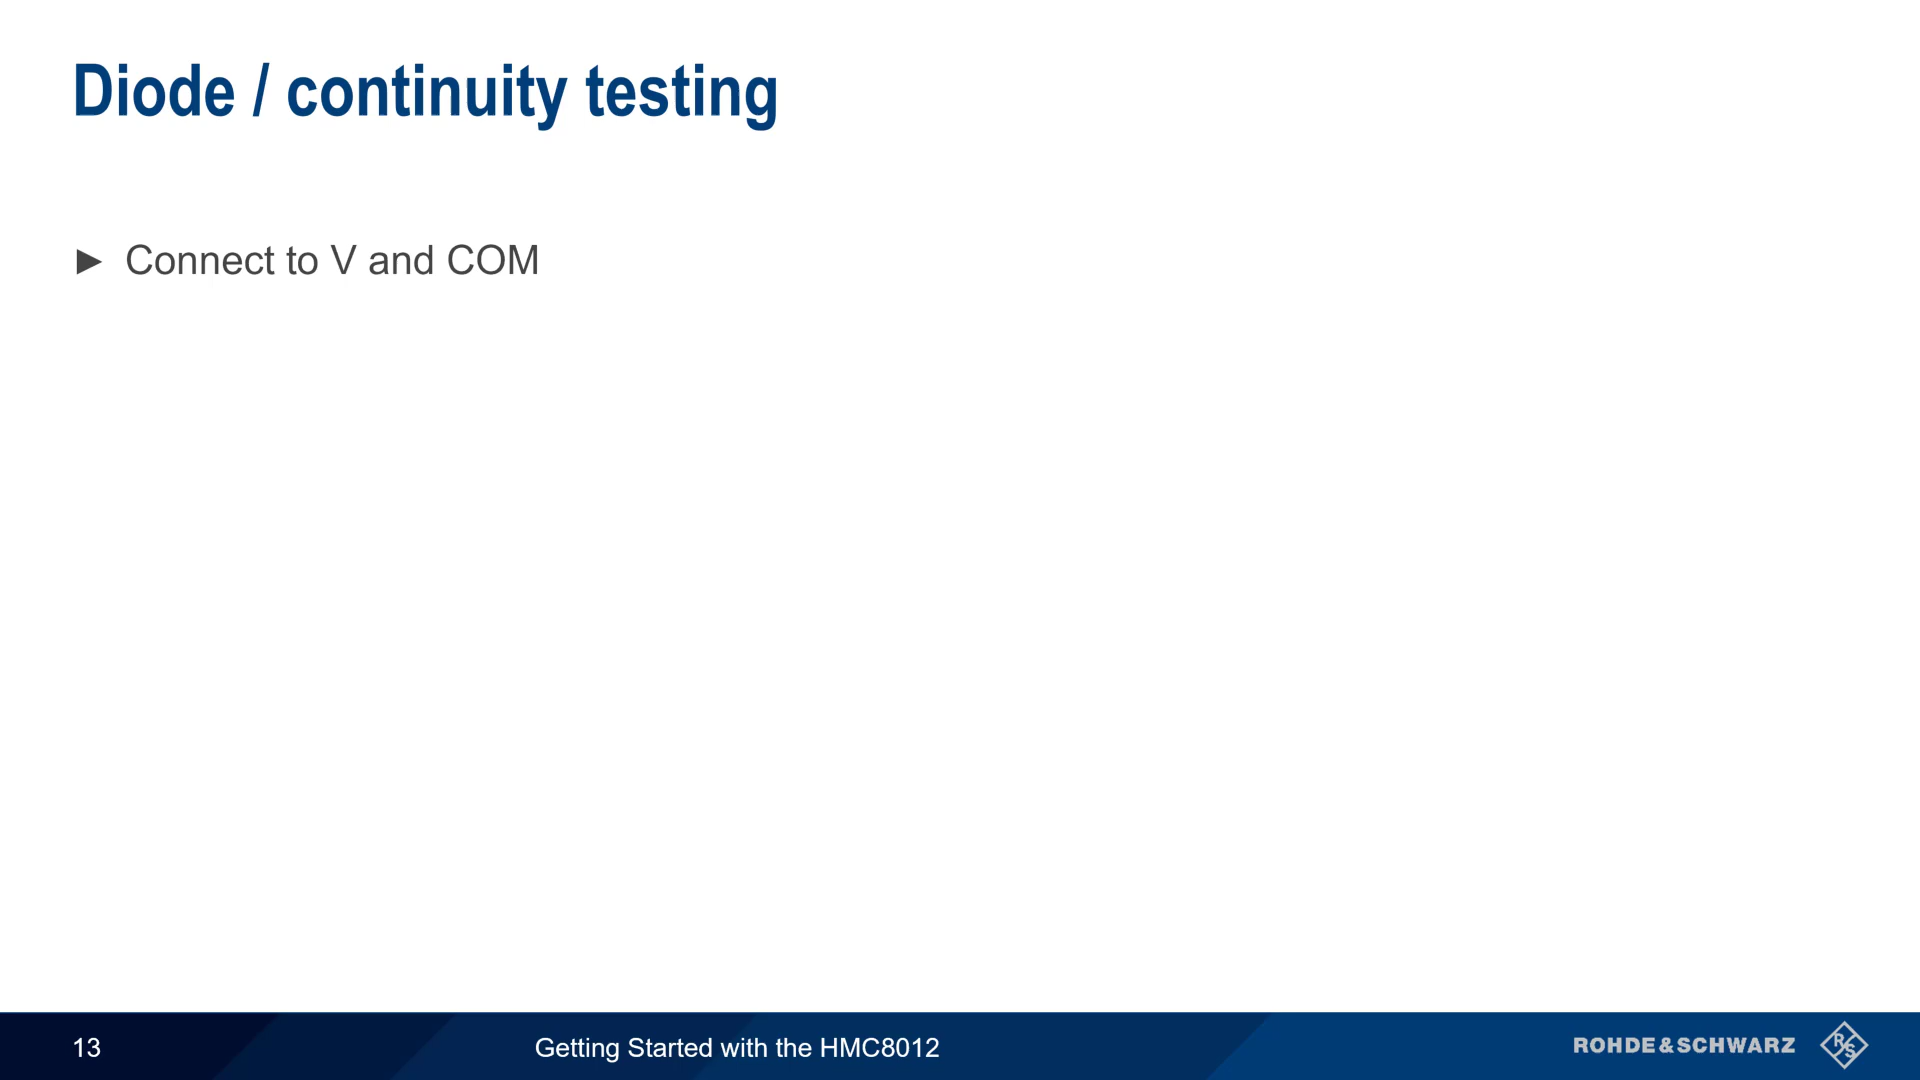 Diode / continuity testing
► Connect to V and COM
13
Getting Started with the HMC8012
ROHDE&SCHWARZ
R&S